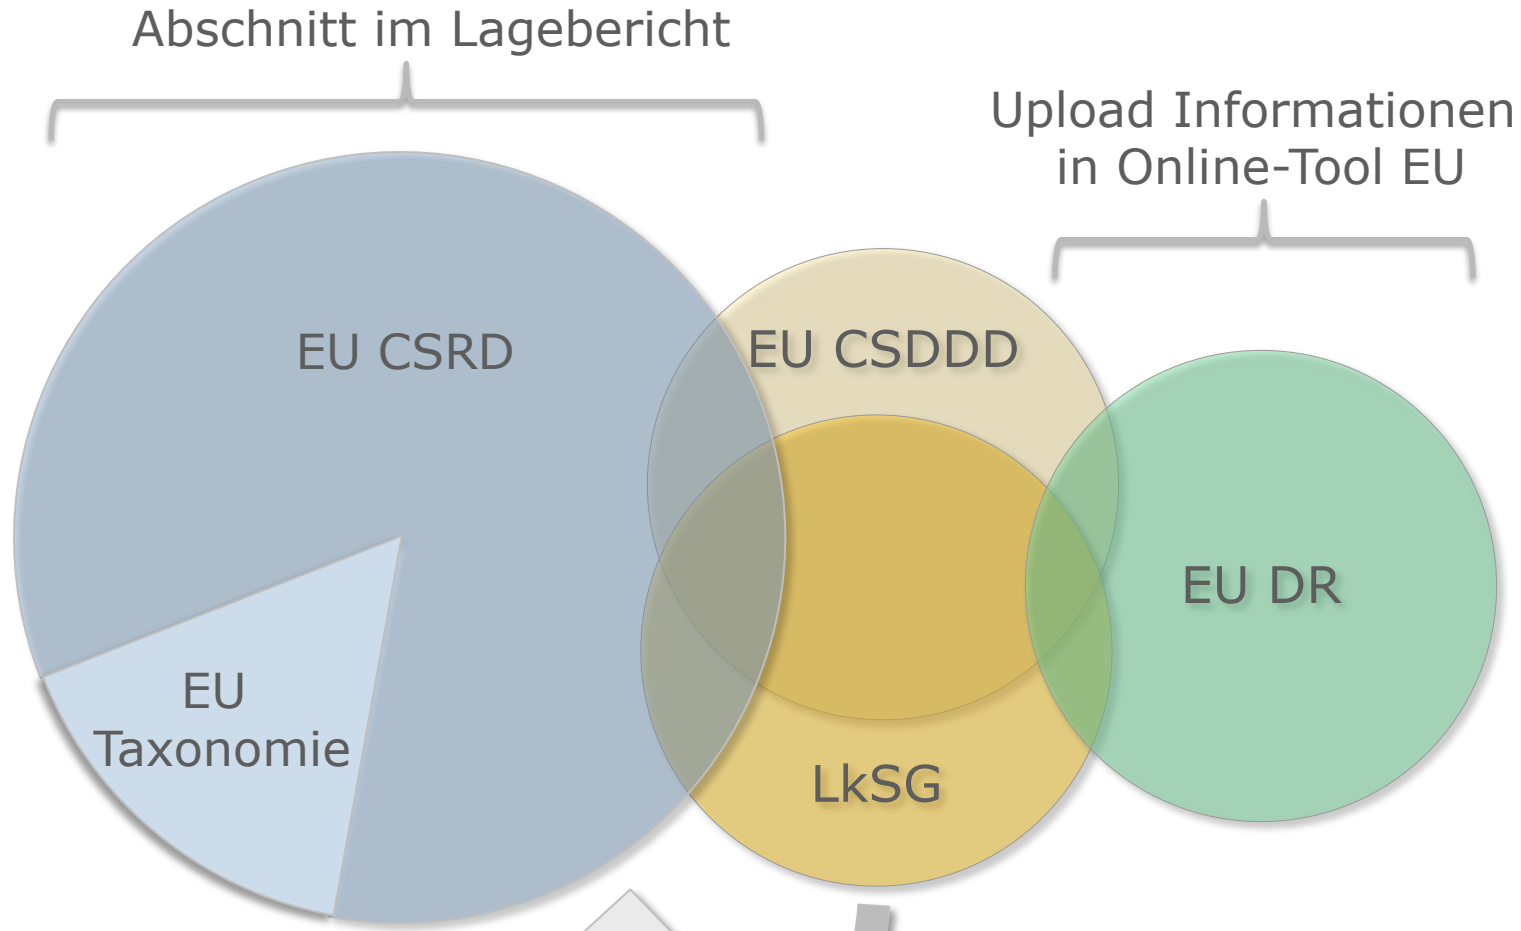 Abschnitt im Lagebericht
Upload Informationen
in Online-Tool EU
EU CSRD
EU CSDDD
EU DR
EU
Taxonomie
LkSG